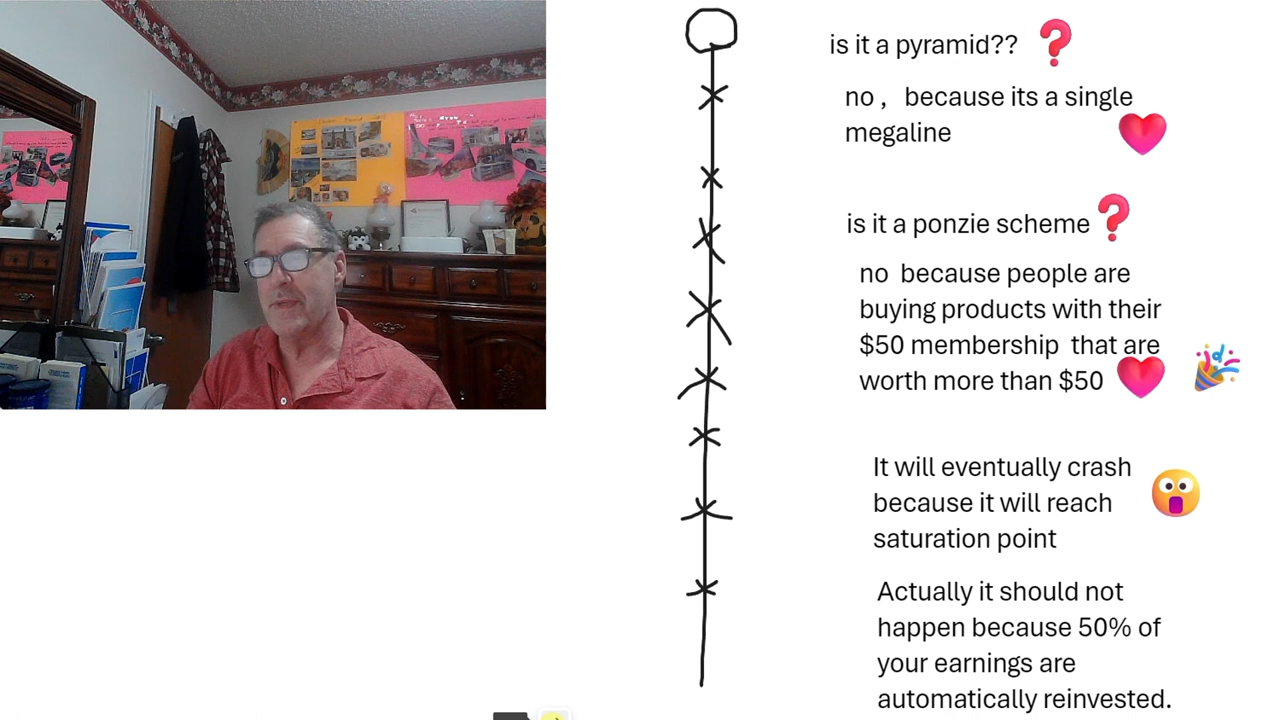 is it a pyramid??
no , because its a single
megaline
is it a ponzie scheme
no because people are
buying products with their
$50 membership that are
worth more than $50
It will eventually crash
because it will reach
saturation point
Actually it should not
happen because 50% of
your earnings are
automatically reinvested.